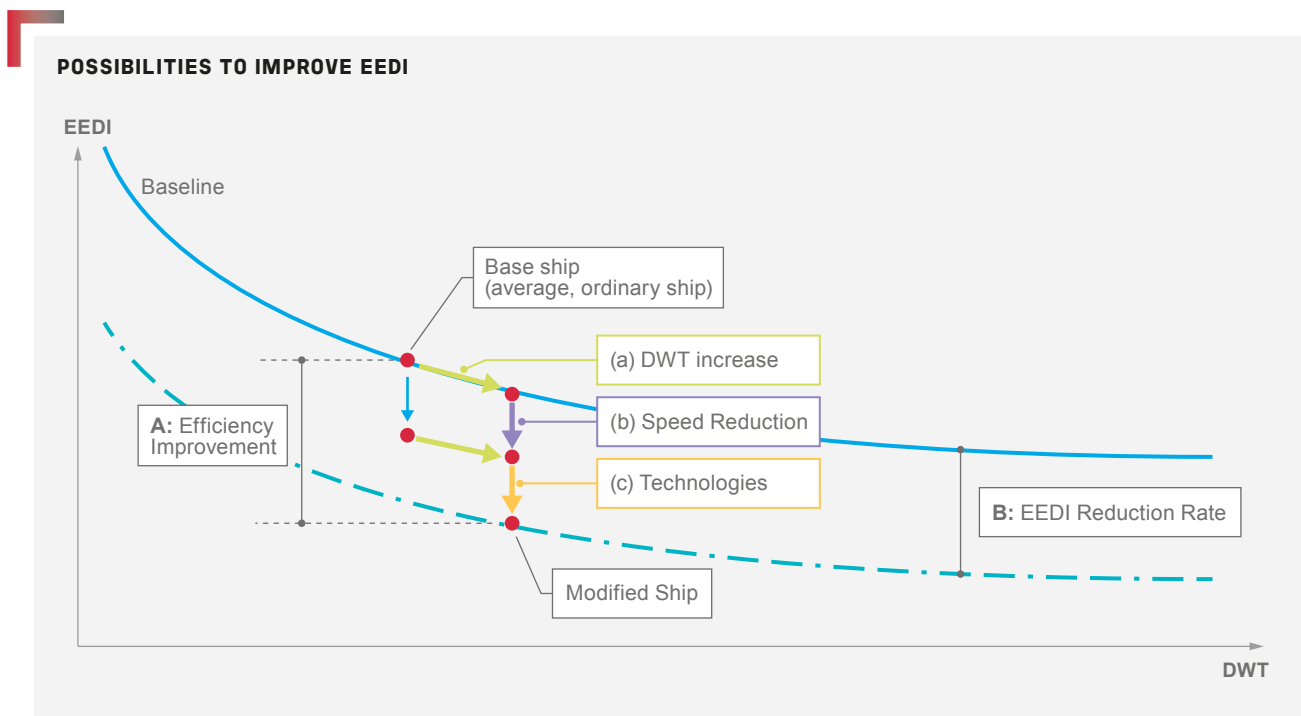 POSSIBILITIES TO IMPROVE EEDI
EEDI
Baseline
Base ship
(average, ordinary ship)
(a) DWT increase
A: Efficiency
Improvement
(b) Speed Reduction
(c) Technologies
B: EEDI Reduction Rate
Modified Ship
DWT